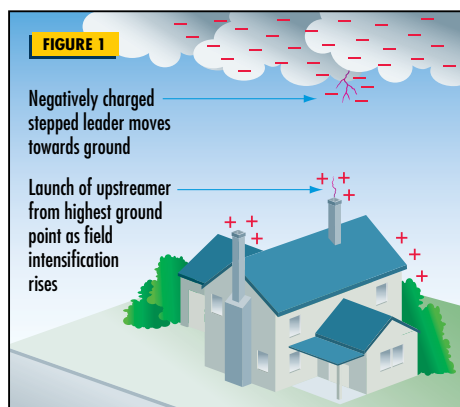 FIGURE 1
Negatively charged
stepped leader moves
towards ground
Launch of upstreamer
from highest ground
point as field
intensification
rises